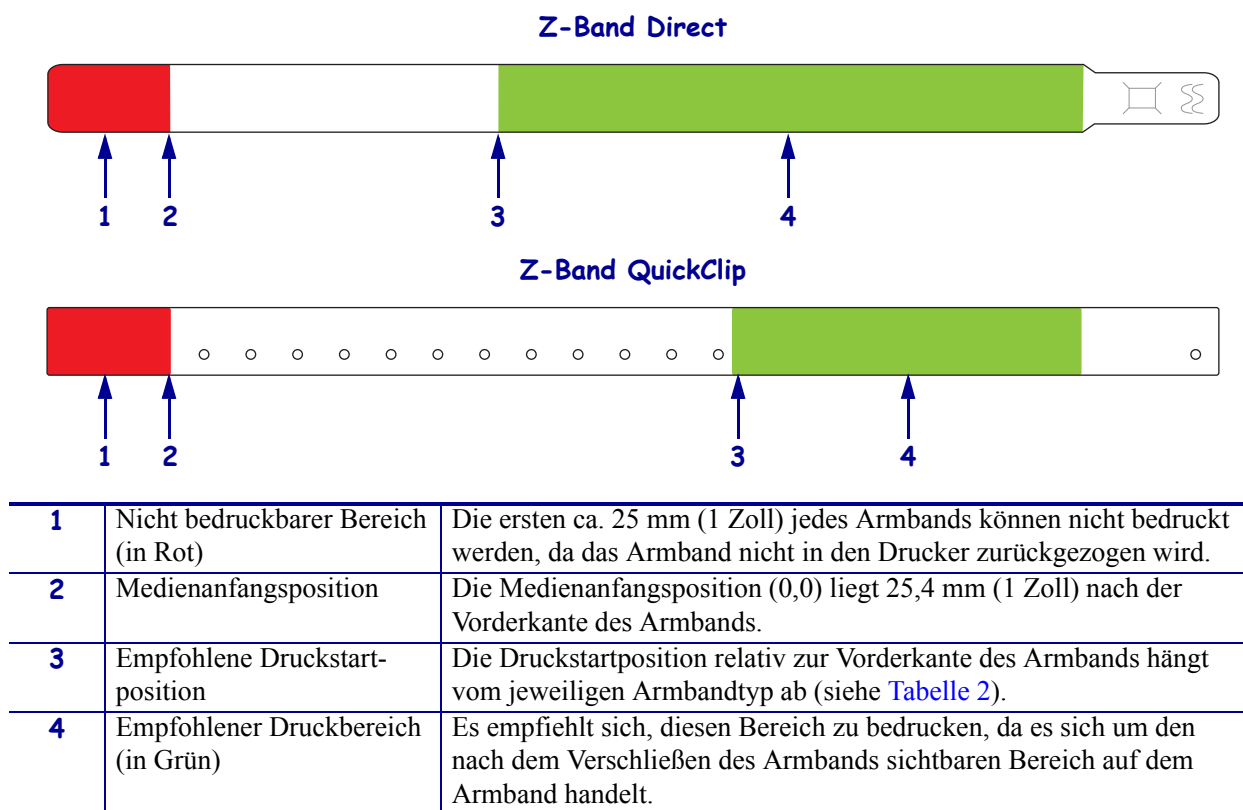 Z-Band Direct
1 2 3 4
Z-Band QuickClip
1 2 3 4
1 Nicht bedruckbarer Bereich (in Rot) Die ersten ca. 25 mm (1 Zoll) jedes Armbands können nicht bedruckt
werden, da das Armband nicht in den Drucker zurückgezogen wird.
2 Medienanfangsposition Die Medienanfangsposition (0,0) liegt 25,4 mm (1 Zoll) nach der
Vorderkante des Armbands.
3 Empfohlene Druckstart-
position
Die Druckstartposition relativ zur Vorderkante des Armbands hängt
vom jeweiligen Armbandtyp ab (siehe Tabelle 2).
4 Empfohlener Druckbereich
(in Grün)
Es empfiehlt sich, diesen Bereich zu bedrucken, da es sich um den
nach dem Verschließen des Armbands sichtbaren Bereich auf dem
Armband handelt.